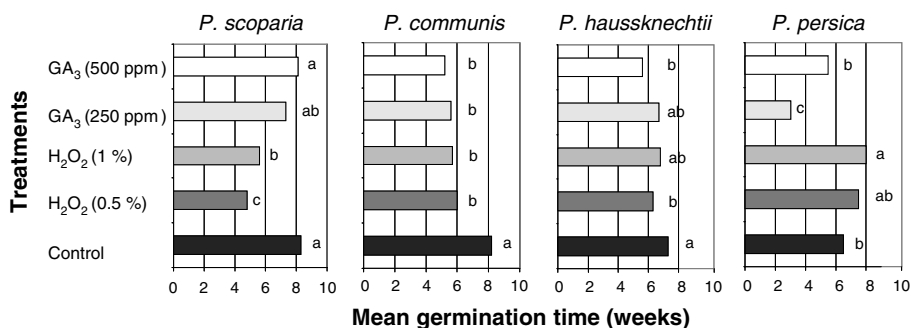 P. scoparia P. communis P. haussknechtii P. persica
Treatments
GA3 (500 ppm) a b b b
GA3 (250 ppm) ab b ab c
H2O2 (1 %) b b ab a
H2O2 (0.5 %) c b b ab
Control a a a b
0 2 4 6 8 10 0 2 4 6 8 10 0 2 4 6 8 10 0 2 4 6 8 10
Mean germination time (weeks)